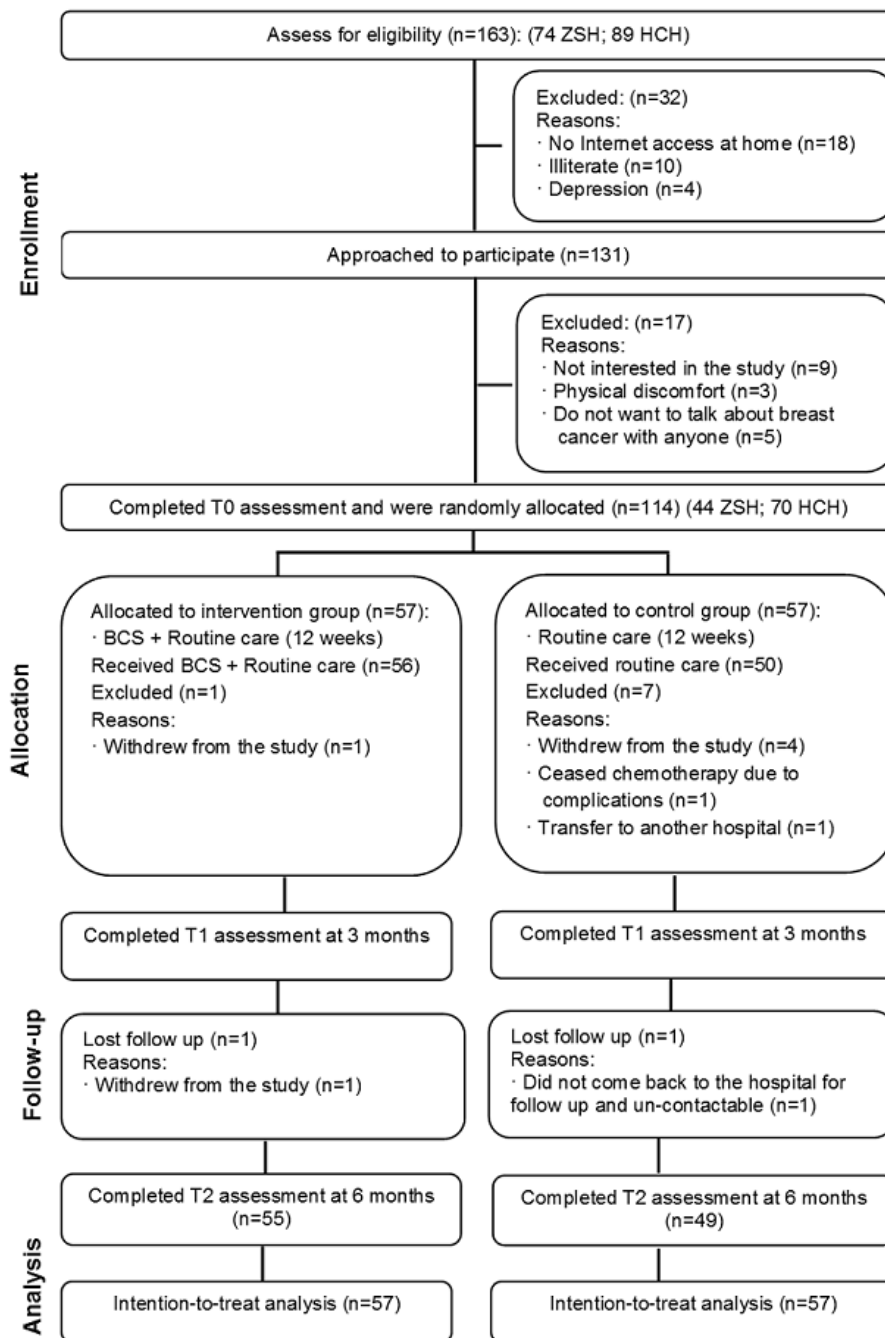 Assess for eligibility (n=163): (74 ZSH; 89 HCH)
Enrollment
Excluded: (n=32)
Reasons:
· No Internet access at home (n=18)
· Illiterate (n=10)
· Depression (n=4)
Approached to participate (n=131)
Excluded: (n=17)
Reasons:
· Not interested in the study (n=9)
· Physical discomfort (n=3)
· Do not want to talk about breast
cancer with anyone (n=5)
Completed T0 assessment and were randomly allocated (n=114) (44 ZSH; 70 HCH)
Allocation
Allocated to intervention group (n=57):
· BCS + Routine care (12 weeks)
Received BCS + Routine care (n=56)
Excluded (n=1)
Reasons:
· Withdrew from the study (n=1)
Allocated to control group (n=57):
· Routine care (12 weeks)
Received routine care (n=50)
Excluded (n=7)
Reasons:
· Withdrew from the study (n=4)
· Ceased chemotherapy due to
complications (n=1)
· Transfer to another hospital (n=1)
Completed T1 assessment at 3 months
Completed T1 assessment at 3 months
Follow-up
Lost follow up (n=1)
Reasons:
· Withdrew from the study (n=1)
Lost follow up (n=1)
Reasons:
· Did not come back to the hospital for
follow up and un-contactable (n=1)
Completed T2 assessment at 6 months
(n=55)
Completed T2 assessment at 6 months
(n=49)
Analysis
Intention-to-treat analysis (n=57)
Intention-to-treat analysis (n=57)